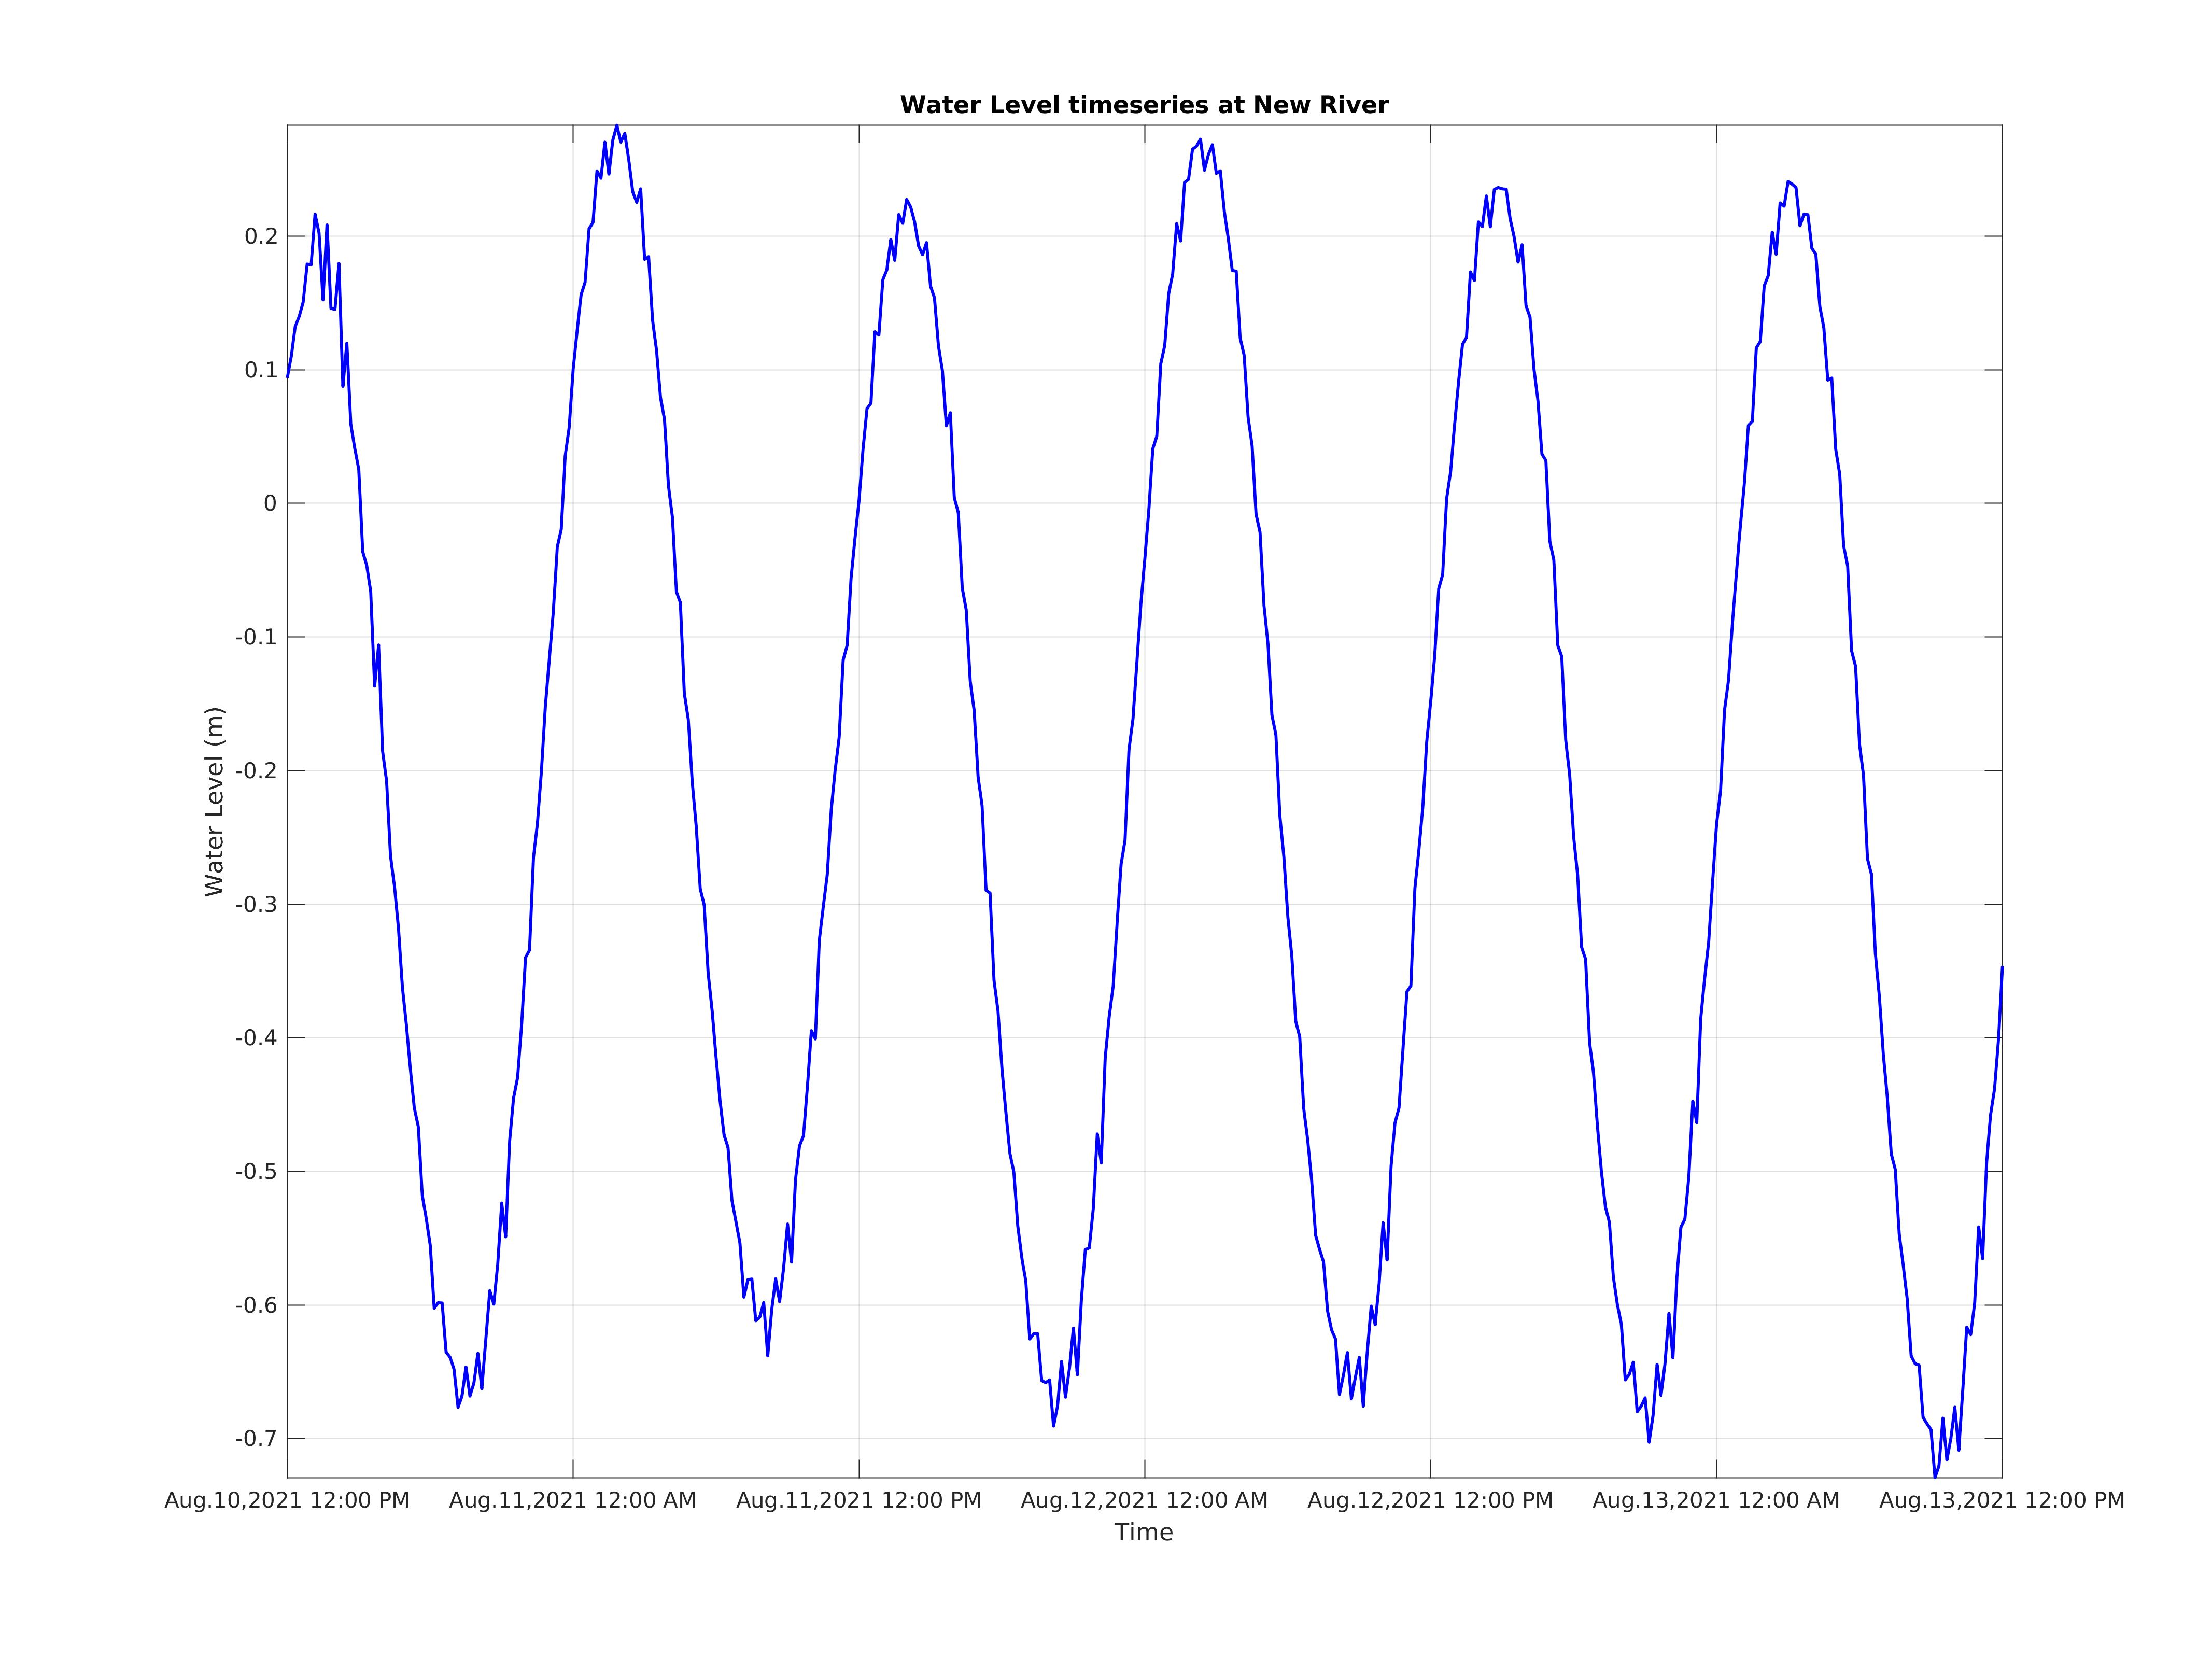 Water Level timeseries at New River
0.2
0.1
0
-0.1
-0.2
-0.3
-0.4
-0.5
-0.6
-0.7
Water Level (m)
Aug.10,2021 12:00 PM
Aug.11,2021 12:00 AM
Aug.11,2021 12:00 PM
Aug.12,2021 12:00 AM
Aug.12,2021 12:00 PM
Aug.13,2021 12:00 AM
Aug.13,2021 12:00 PM
Time